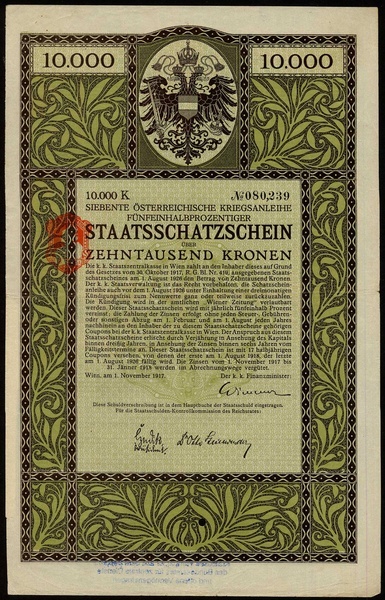 10.000 10.000
10.000 K № 080,239
SIEBENTE ÖSTERREICHISCHE KRIEGSANLEIHE
FÜNFEINHALBPROZENTIGER
STAATSSCHATZSCHEIN
ÜBER
ZEHNTAUSEND KRONEN
Die k. k. Staatszentralkasse in Wien zahlt an den Inhaber dieses auf Grund
des Gesetzes vom 30. Oktober 1917, R. G. Bl. Nr. 416, ausgegebenen Staats-
schatzscheines am 1. August 1926 den Betrag von Zehntausend Kronen.
Der k. k. Staatsverwaltung ist das Recht vorbehalten, die Schatzschein-
anleihe auch vor dem 1. August 1926 unter Einhaltung einer dreimonatigen
Kündigungsfrist zum Nennwerte ganz oder teilweise zurückzuzahlen.
Die Kündigung wird in der amtlichen „Wiener Zeitung" verlautbart
werden. Dieser Staatsschatzschein wird mit jährlich fünfeinhalb Prozent
verzinst; die Zahlung der Zinsen erfolgt ohne jeden Steuer-, Gebühren-
oder sonstigen Abzug am 1. Februar und am 1. August jeden Jahres
nachhinein an den Inhaber der zu diesem Staatsschatzscheine gehörigen
Coupons bei der k. k. Staatszentralkasse in Wien. Der Anspruch aus diesem
Staatsschatzscheine erlischt durch Verjährung in Ansehung des Kapitals
binnen dreißig Jahren, in Ansehung der Zinsen binnen sechs Jahren vom
Fälligkeitstermine an. Dieser Staatsschatzschein ist mit 17 halbjährigen
Coupons versehen, von denen der erste am 1. August 1918, der letzte
am 1. August 1926 fällig wird. Die Zinsen vom 1. November 1917 bis
31. Jänner 1918 werden im Abrechnungswege vergütet.
Wien, am 1. November 1917. Der k. k. Finanzminister:
Diese Schuldverschreibung ist in dem Hauptbuche der Staatsschuld eingetragen.
Für die Staatsschulden-Kontrollkommission des Reichsrates: